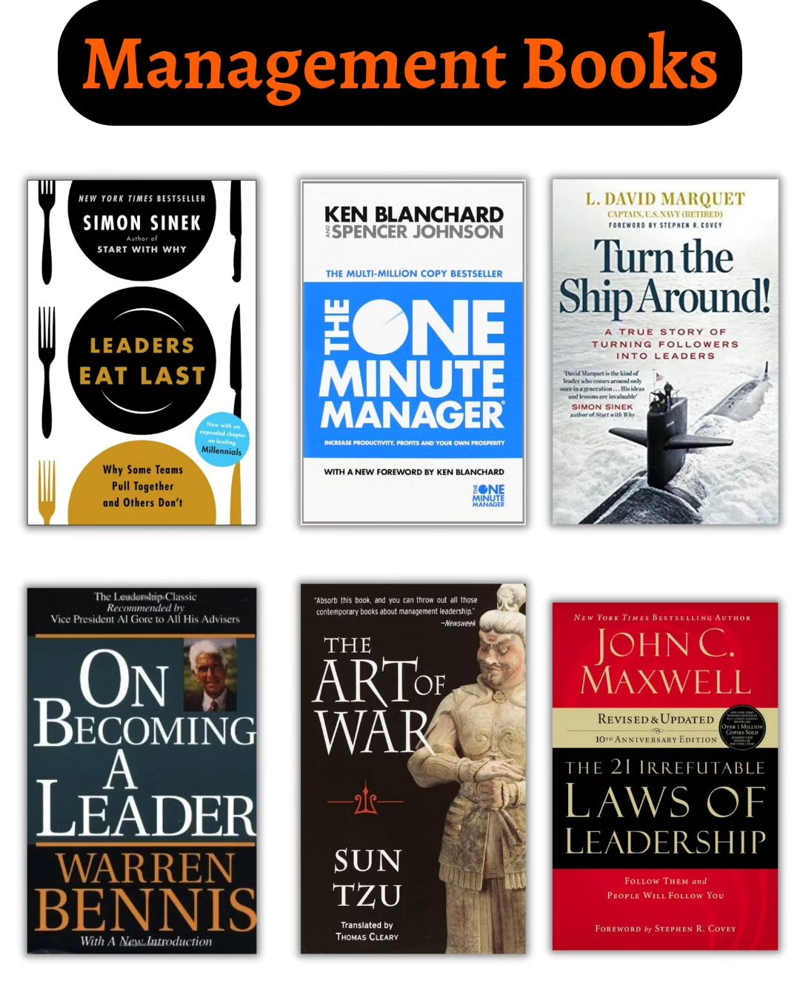 Management Books
NEW YORK TIMES BESTSELLER
SIMON SINEK
Author of
START WITH WHY
LEADERS
EAT LAST
Now with an
expanded chapter
on leading
Millennials
Why Some Teams
Pull Together
and Others Don't
KEN BLANCHARD
AND SPENCER JOHNSON
THE MULTI-MILLION COPY BESTSELLER
THE ONE
MINUTE
MANAGER®
INCREASE PRODUCTIVITY, PROFITS AND YOUR OWN PROSPERITY
WITH A NEW FOREWORD BY KEN BLANCHARD
THE ONE
MINUTE
MANAGER
L. DAVID MARQUET
CAPTAIN, U.S. NAVY (RETIRED)
FOREWORD BY STEPHEN R. COVEY
Turn the
Ship Around!
A TRUE STORY OF
TURNING FOLLOWERS
INTO LEADERS
'David Marquet is the kind of
leader who comes around only
once in a generation... His ideas
and lessons are invaluable'
SIMON SINEK
author of Start with Why
The Leadership Classic
Recommended by
Vice President Al Gore to All His Advisers
ON
BECOMING
A
LEADER
WARREN
BENNIS
With A New Introduction
"Absorb this book, and you can throw out all those
contemporary books about management leadership."
—Newsweek
THE
ART OF
WAR
SUN
TZU
Translated by
THOMAS CLEARY
NEW YORK TIMES BESTSELLING AUTHOR
JOHN C.
MAXWELL
REVISED & UPDATED
10TH ANNIVERSARY EDITION
OVER 1 MILLION
COPIES SOLD
THE 21 IRREFUTABLE
LAWS OF
LEADERSHIP
FOLLOW THEM and
PEOPLE WILL FOLLOW YOU
FOREWORD by STEPHEN R. COVEY